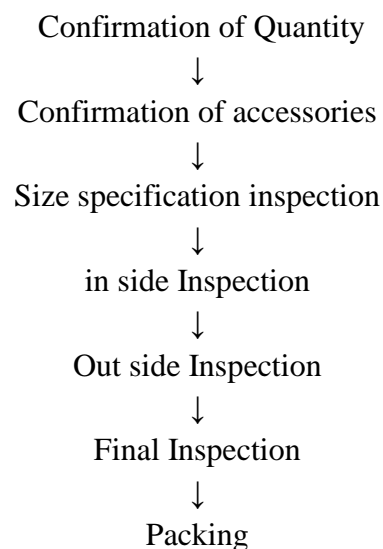 Confirmation of Quantity
↓
Confirmation of accessories
↓
Size specification inspection
↓
in side Inspection
↓
Out side Inspection
↓
Final Inspection
↓
Packing